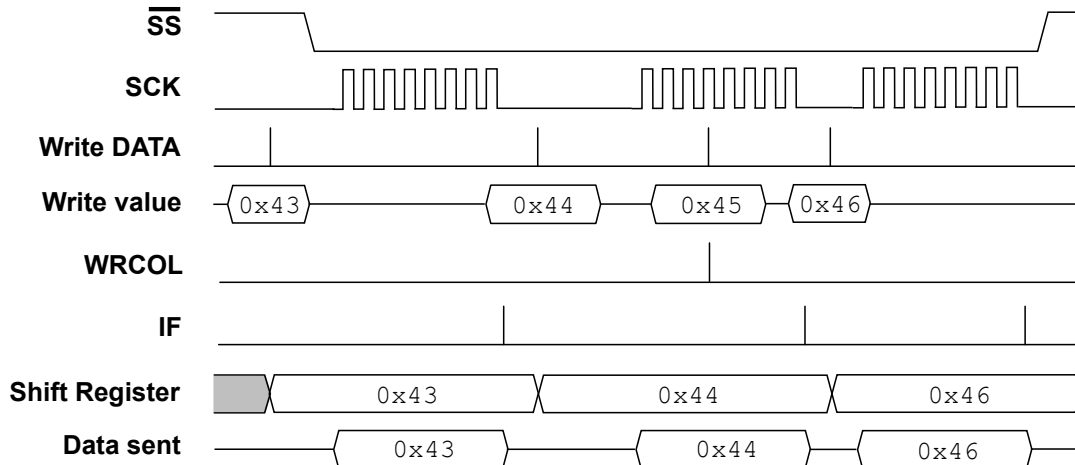 SS
SCK
Write DATA
Write value 0x43 0x44 0x45 0x46
WRCOL
IF
Shift Register 0x43 0x44 0x46
Data sent 0x43 0x44 0x46